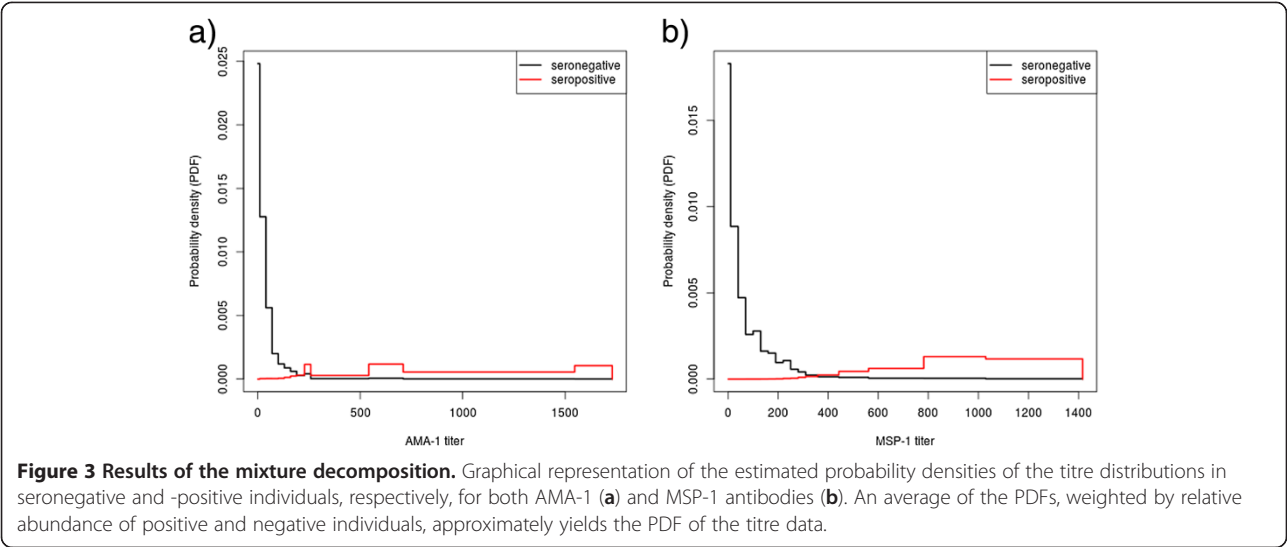 a)
0.025
0.020
0.015
0.010
0.005
0.000
Probability density (PDF)
seronegative
seropositive
0
500
1000
1500
AMA-1 titer
b)
0.015
0.010
0.005
0.000
Probability density (PDF)
seronegative
seropositive
0
200
400
600
800
1000
1200
1400
MSP-1 titer
Figure 3 Results of the mixture decomposition. Graphical representation of the estimated probability densities of the titre distributions in
seronegative and -positive individuals, respectively, for both AMA-1 (a) and MSP-1 antibodies (b). An average of the PDFs, weighted by relative
abundance of positive and negative individuals, approximately yields the PDF of the titre data.